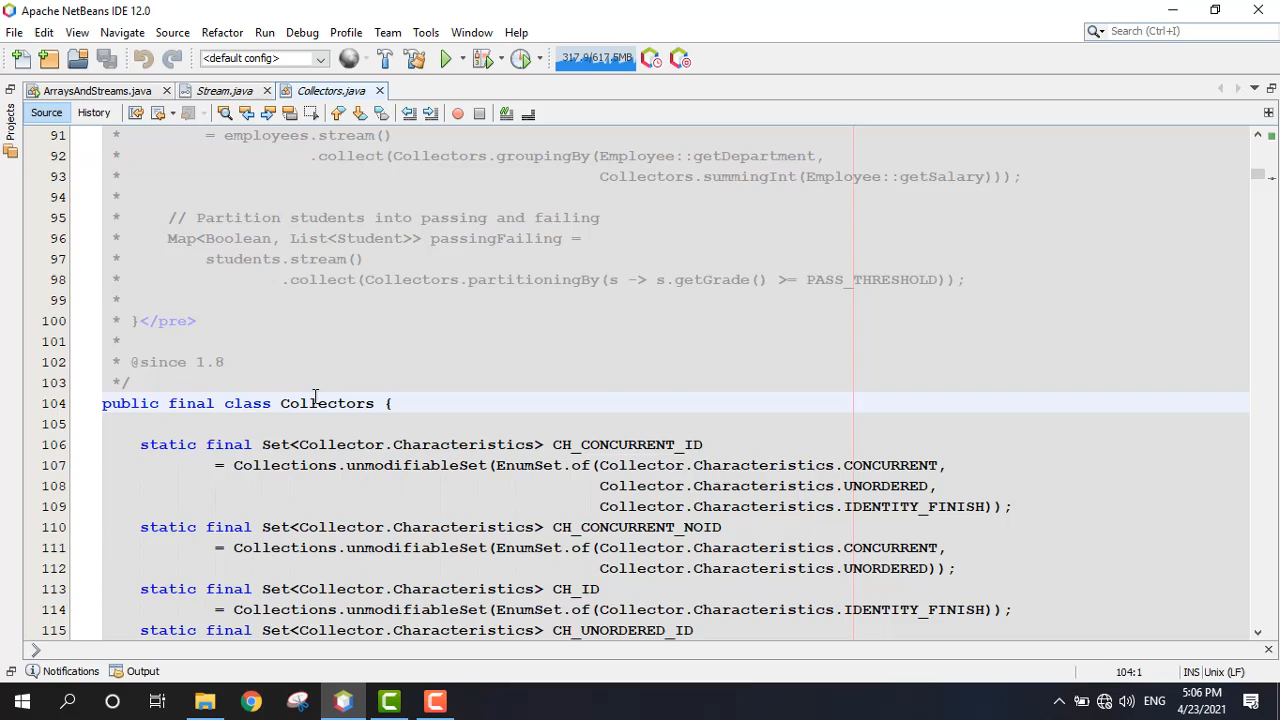 Apache NetBeans IDE 12.0
File Edit View Navigate Source Refactor Run Debug Profile Team Tools Window Help
Search (Ctrl+I)
<default config>
317.9/617.5MB
ArraysAndStreams.java Stream.java Collectors.java
Projects
Source History
91 * = employees.stream()
92 * .collect(Collectors.groupingBy(Employee::getDepartment,
93 * Collectors.summingInt(Employee::getSalary)));
94 *
95 * // Partition students into passing and failing
96 * Map<Boolean, List<Student>> passingFailing =
97 * students.stream()
98 * .collect(Collectors.partitioningBy(s -> s.getGrade() >= PASS_THRESHOLD));
99 *
100 * }</pre>
101 *
102 * @since 1.8
103 */
104 public final class Collectors {
105
106 static final Set<Collector.Characteristics> CH_CONCURRENT_ID
107 = Collections.unmodifiableSet(EnumSet.of(Collector.Characteristics.CONCURRENT,
108 Collector.Characteristics.UNORDERED,
109 Collector.Characteristics.IDENTITY_FINISH));
110 static final Set<Collector.Characteristics> CH_CONCURRENT_NOID
111 = Collections.unmodifiableSet(EnumSet.of(Collector.Characteristics.CONCURRENT,
112 Collector.Characteristics.UNORDERED));
113 static final Set<Collector.Characteristics> CH_ID
114 = Collections.unmodifiableSet(EnumSet.of(Collector.Characteristics.IDENTITY_FINISH));
115 static final Set<Collector.Characteristics> CH_UNORDERED_ID
Notifications Output
104:1 INS Unix (LF)
ENG
5:06 PM
4/23/2021